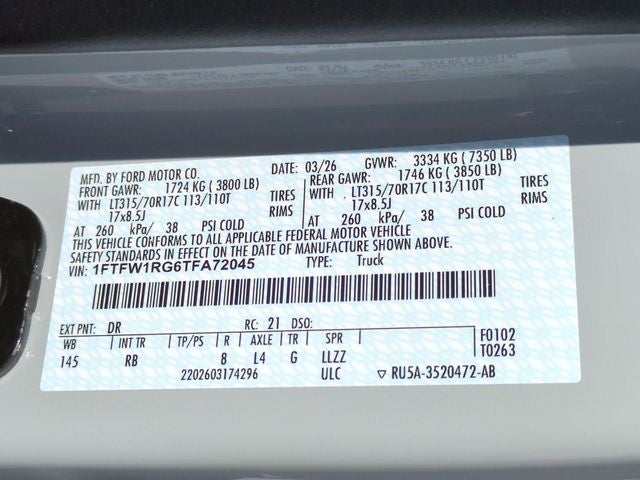 MFD. BY FORD MOTOR CO.
DATE: 03/26 GVWR: 3334 KG ( 7350 LB)
FRONT GAWR: 1724 KG ( 3800 LB) REAR GAWR: 1746 KG ( 3850 LB)
WITH LT315/70R17C 113/110T TIRES WITH LT315/70R17C 113/110T TIRES
17x8.5J RIMS 17x8.5J RIMS
AT 260 kPa/ 38 PSI COLD AT 260 kPa/ 38 PSI COLD
THIS VEHICLE CONFORMS TO ALL APPLICABLE FEDERAL MOTOR VEHICLE
SAFETY STANDARDS IN EFFECT ON THE DATE OF MANUFACTURE SHOWN ABOVE.
VIN: 1FTFW1RG6TFA72045 TYPE: Truck
EXT PNT: DR RC: 21 DSO:
WB INT TR TP/PS R AXLE TR SPR F0102
145 RB 8 L4 G LLZZ T0263
2202603174296 ULC ▽ RU5A-3520472-AB